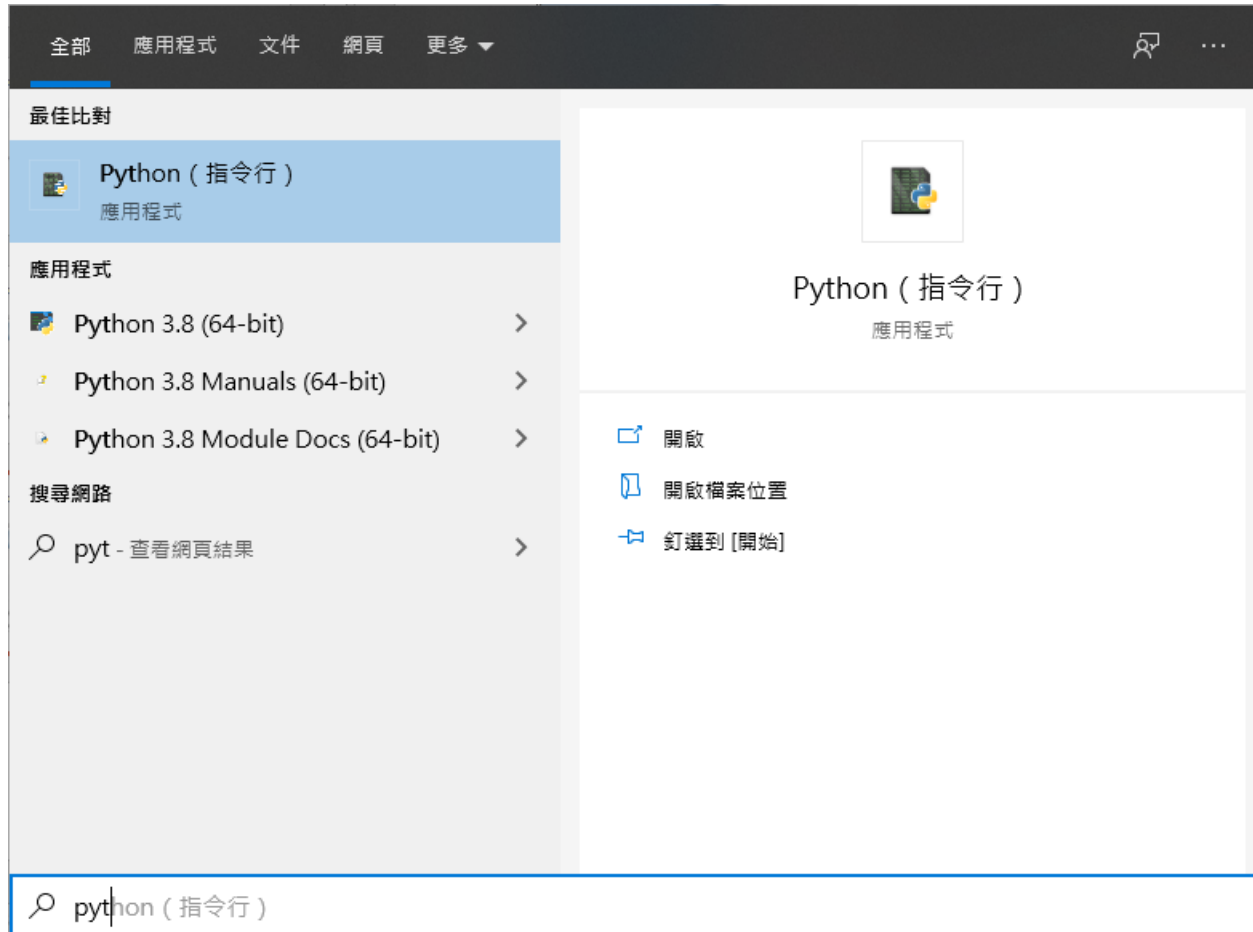 全部 應用程式 文件 網頁 更多
最佳比對
Python（指令行）
應用程式
應用程式
Python 3.8 (64-bit)
Python 3.8 Manuals (64-bit)
Python 3.8 Module Docs (64-bit)
搜尋網路
pyt - 查看網頁結果
Python（指令行）
應用程式
開啟
開啟檔案位置
釘選到 [開始]
python（指令行）